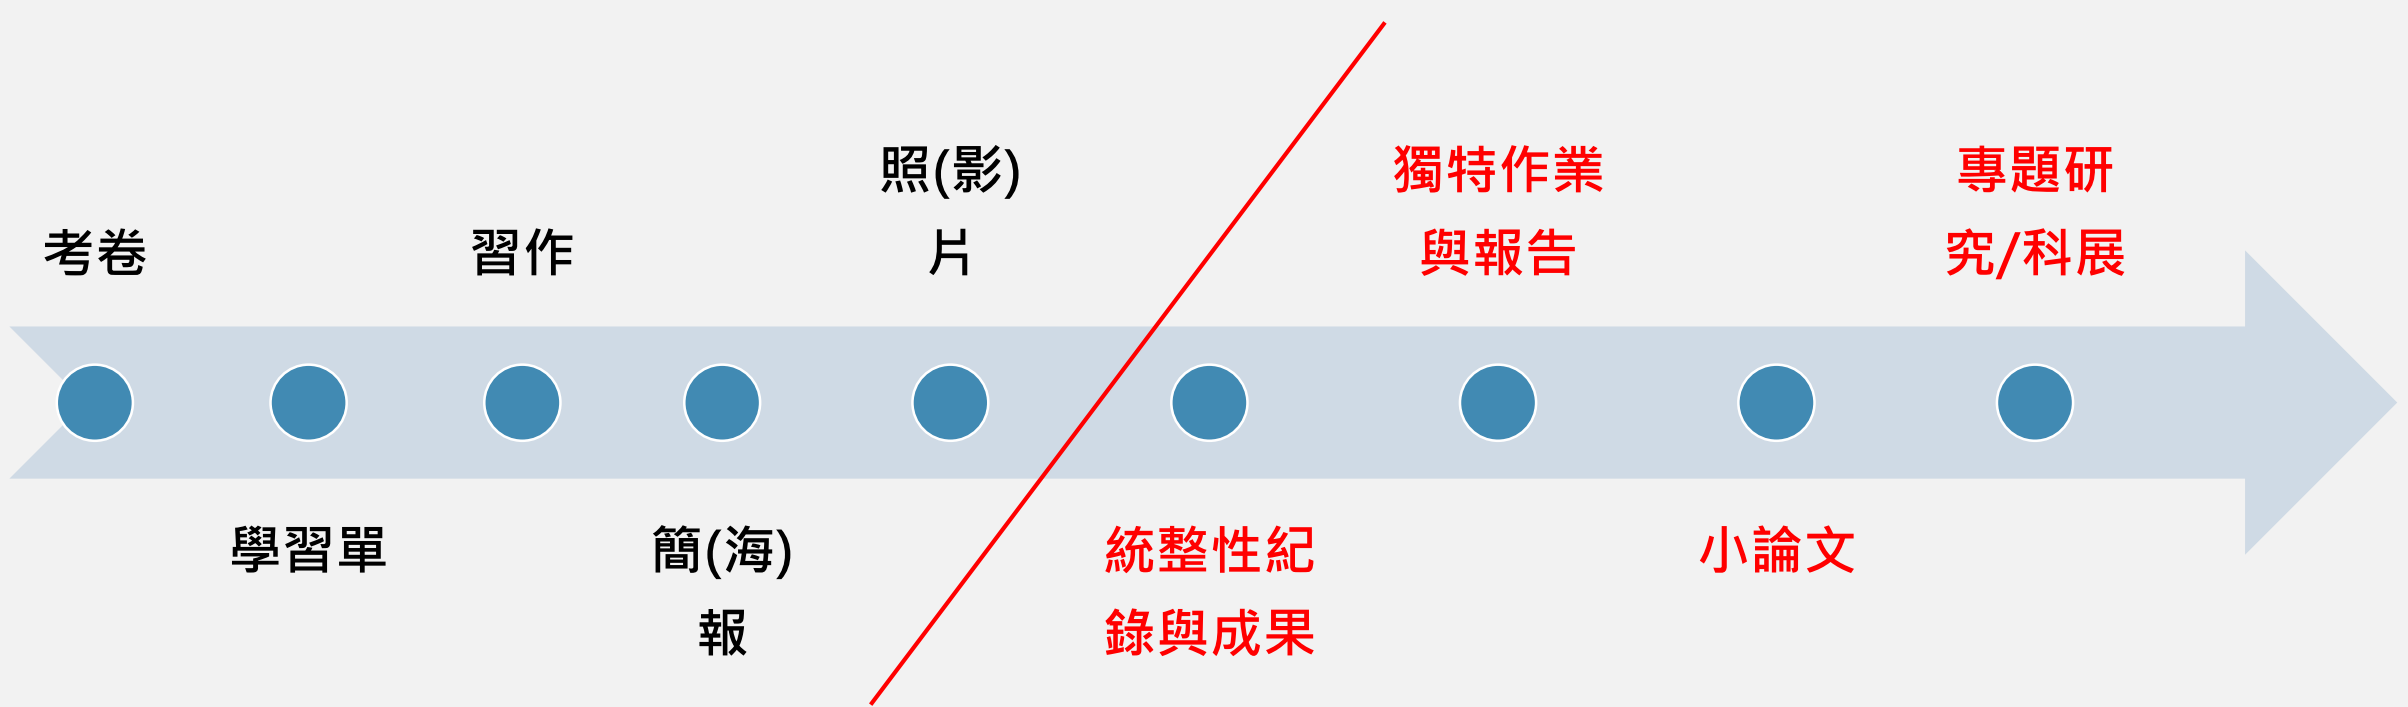 考卷
學習單
習作
簡(海)
報
照(影)
片
統整性紀
錄與成果
獨特作業
與報告
小論文
專題研
究/科展